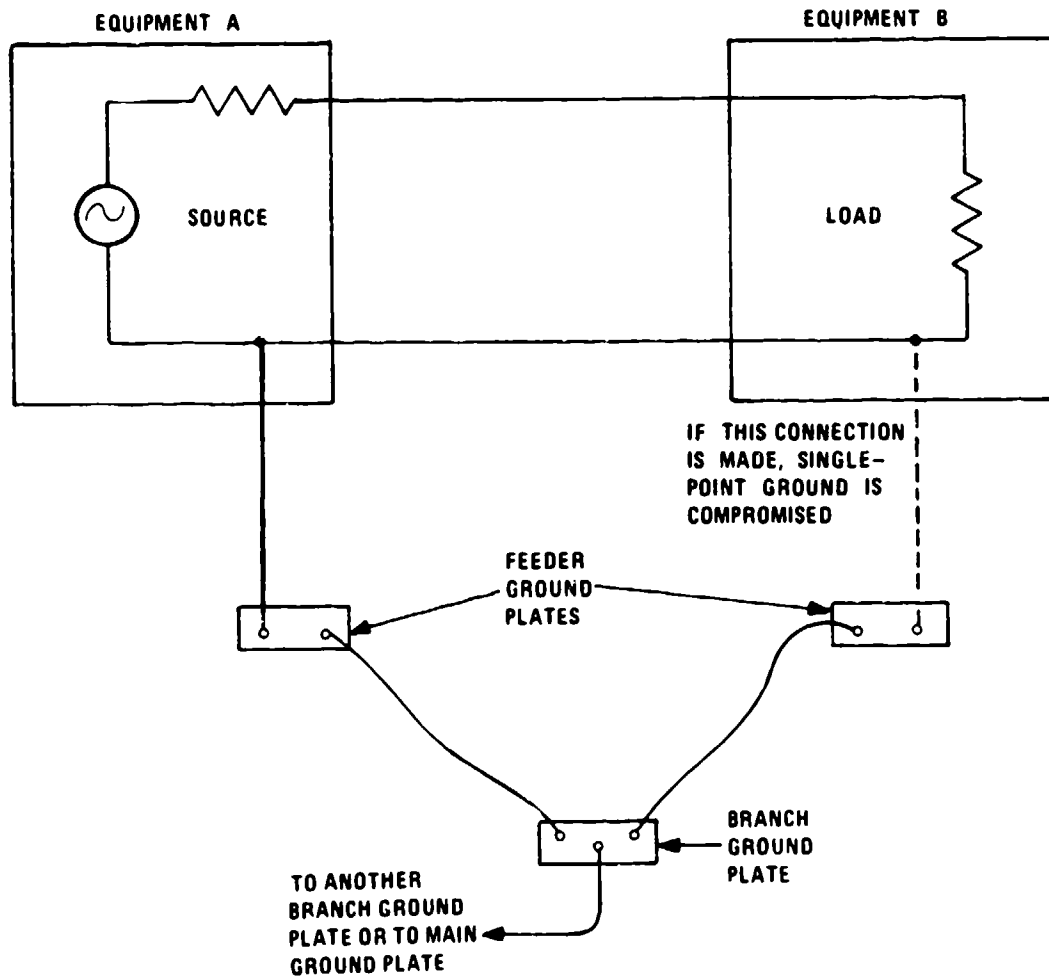 EQUIPMENT A
EQUIPMENT B
SOURCE
LOAD
IF THIS CONNECTION
IS MADE, SINGLE-
POINT GROUND IS
COMPROMISED
FEEDER
GROUND
PLATES
BRANCH
GROUND
PLATE
TO ANOTHER
BRANCH GROUND
PLATE OR TO MAIN
GROUND PLATE